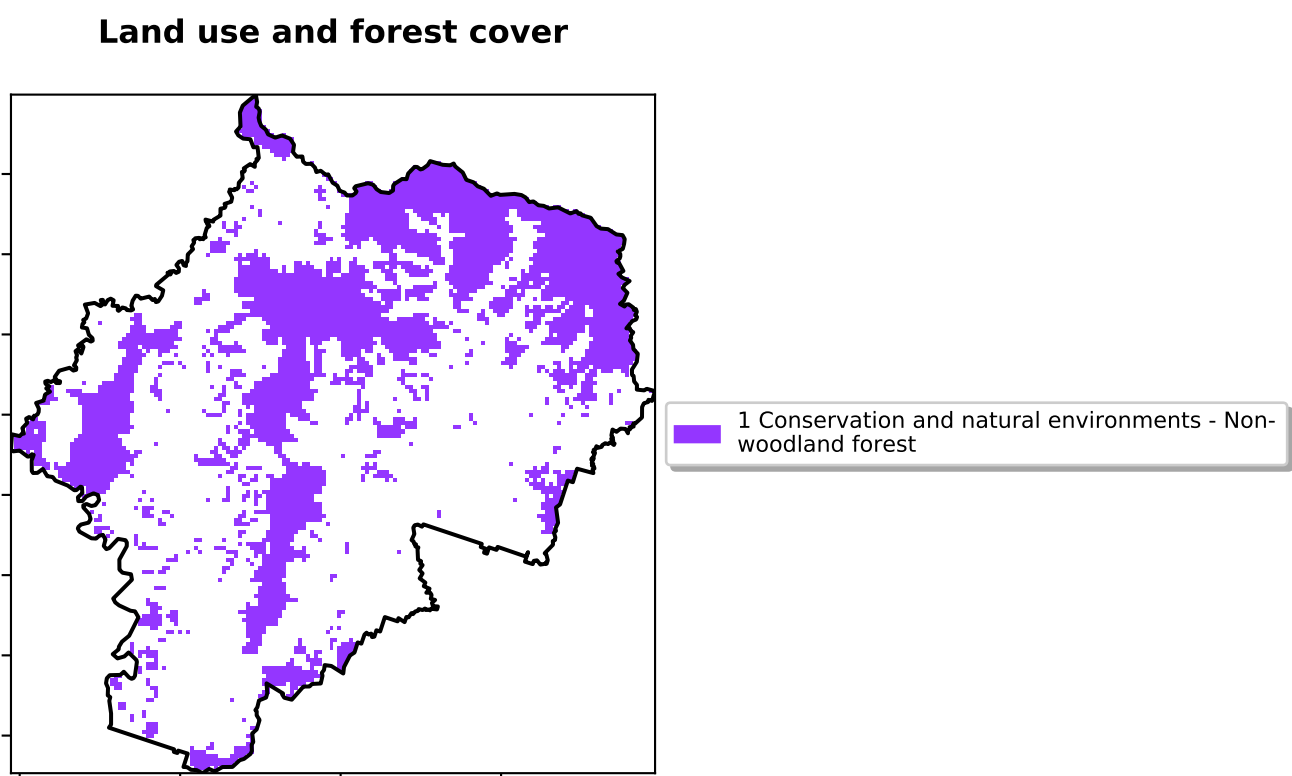 Land use and forest cover
1 Conservation and natural environments - Non-
woodland forest